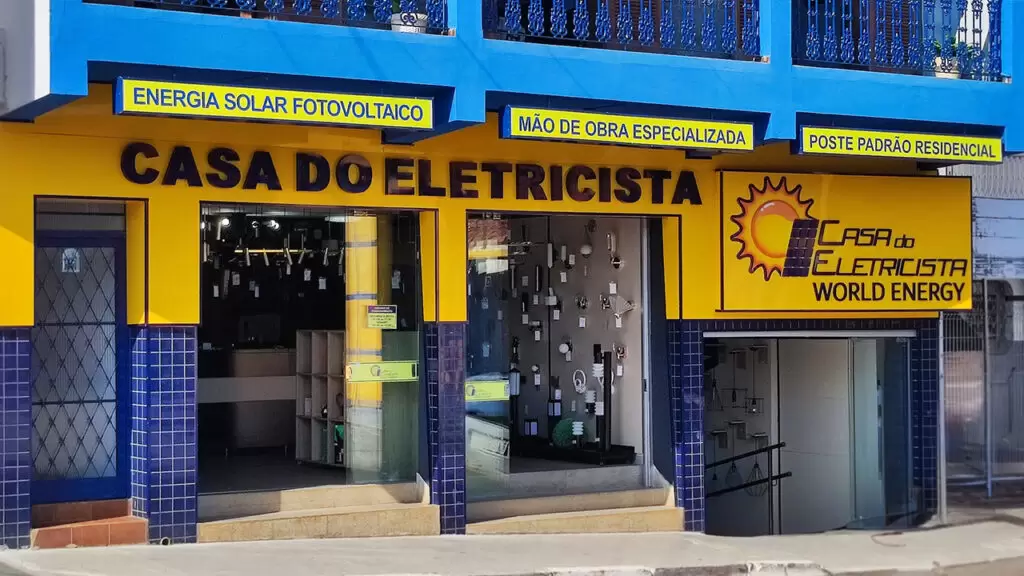 ENERGIA SOLAR FOTOVOLTAICO
MÃO DE OBRA ESPECIALIZADA
POSTE PADRÃO RESIDENCIAL
CASA DO ELETRICISTA
CASA do
ELETRICISTA
WORLD ENERGY